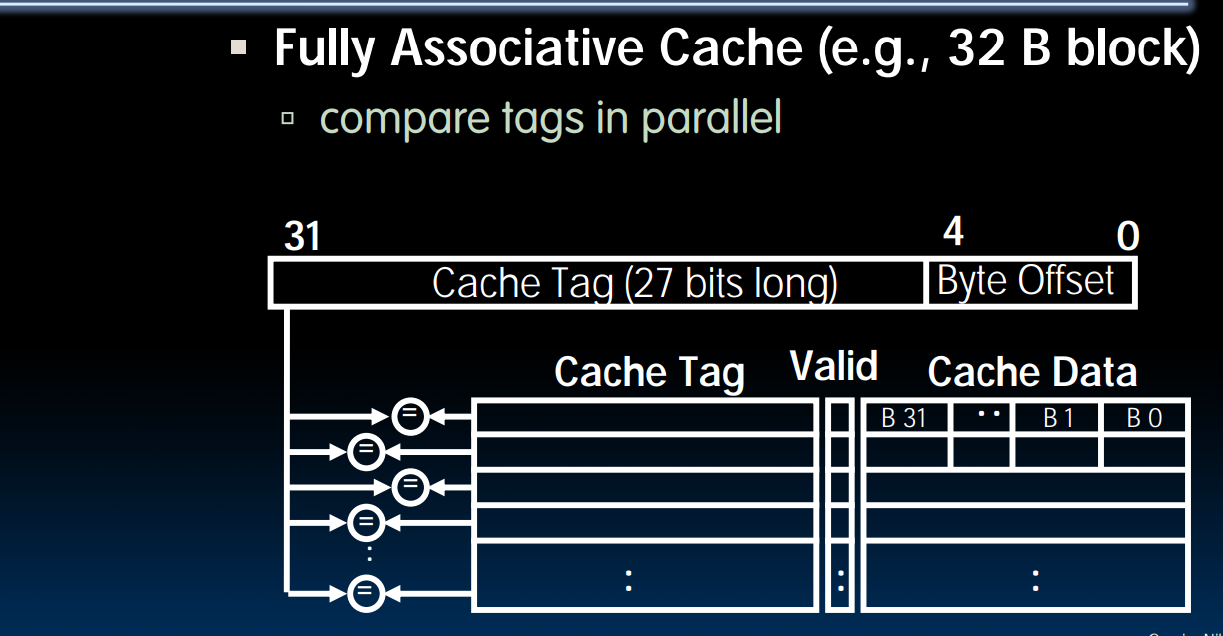 Fully Associative Cache (e.g., 32 B block)
compare tags in parallel
31 4 0
Cache Tag (27 bits long) Byte Offset
Cache Tag Valid Cache Data
= B 31 .. B 1 B 0
=
=
=
:
= : : :